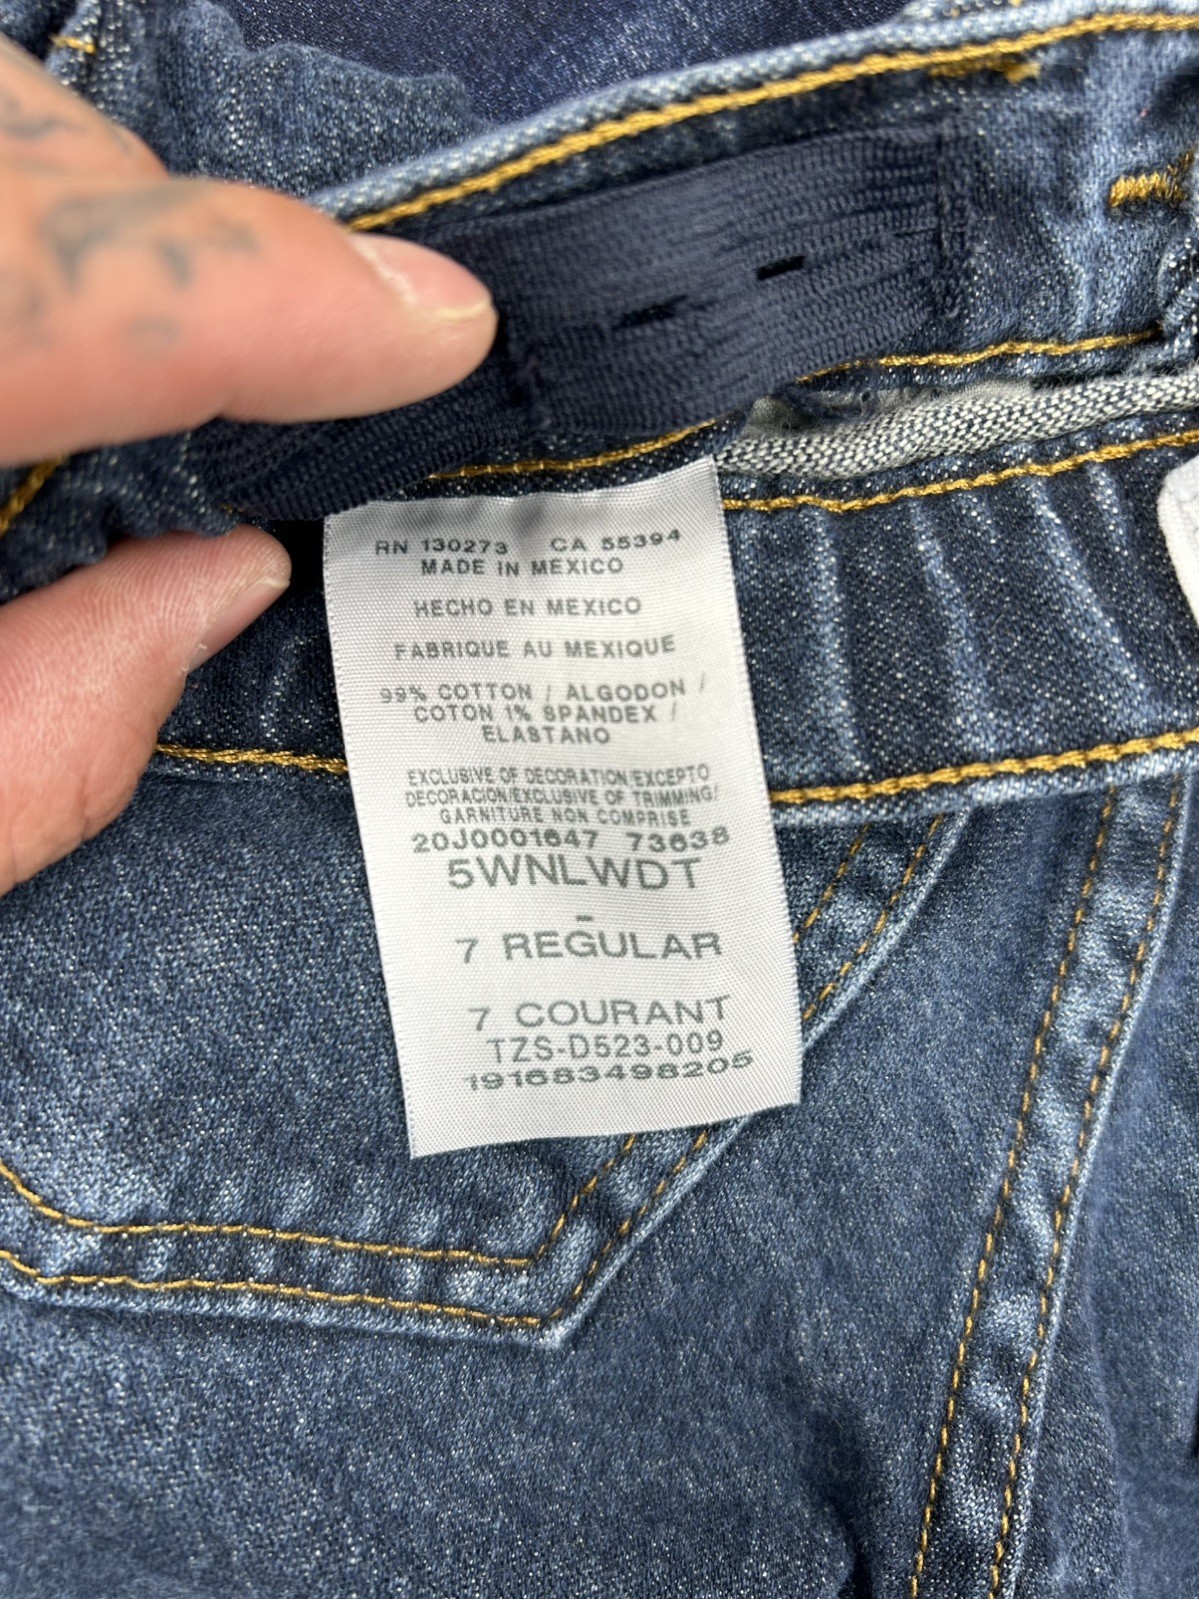 RN 130273 CA 55394
MADE IN MEXICO
HECHO EN MEXICO
FABRIQUE AU MEXIQUE
99% COTTON / ALGODON /
COTON 1% SPANDEX /
ELASTANO
EXCLUSIVE OF DECORATION/EXCEPTO
DECORACION/EXCLUSIVE OF TRIMMING/
GARNITURE NON COMPRISE
20J0001647 73638
5WNLWDT
-
7 REGULAR
7 COURANT
TZS-D523-009
191683498205